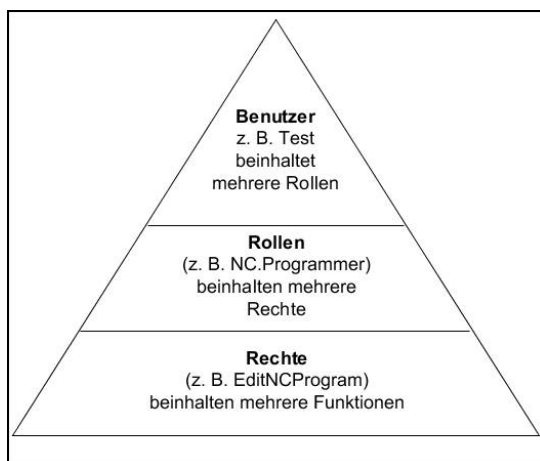 Benutzer
z. B. Test
beinhaltet
mehrere Rollen
Rollen
(z. B. NC.Programmer)
beinhalten mehrere
Rechte
Rechte
(z. B. EditNCProgram)
beinhalten mehrere Funktionen